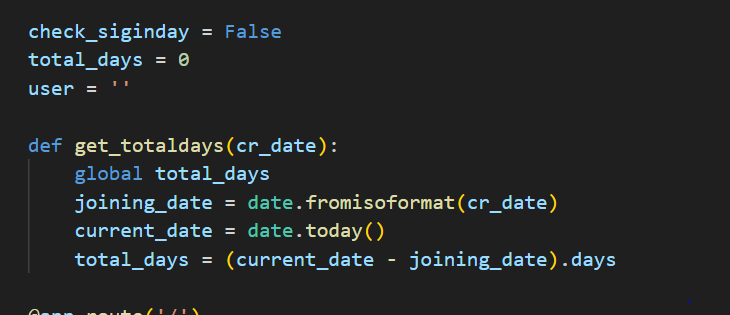 check_siginday = False
total_days = 0
user = ''
def get_totaldays(cr_date):
global total_days
joining_date = date.fromisoformat(cr_date)
current_date = date.today()
total_days = (current_date - joining_date).days
@app.route('/')